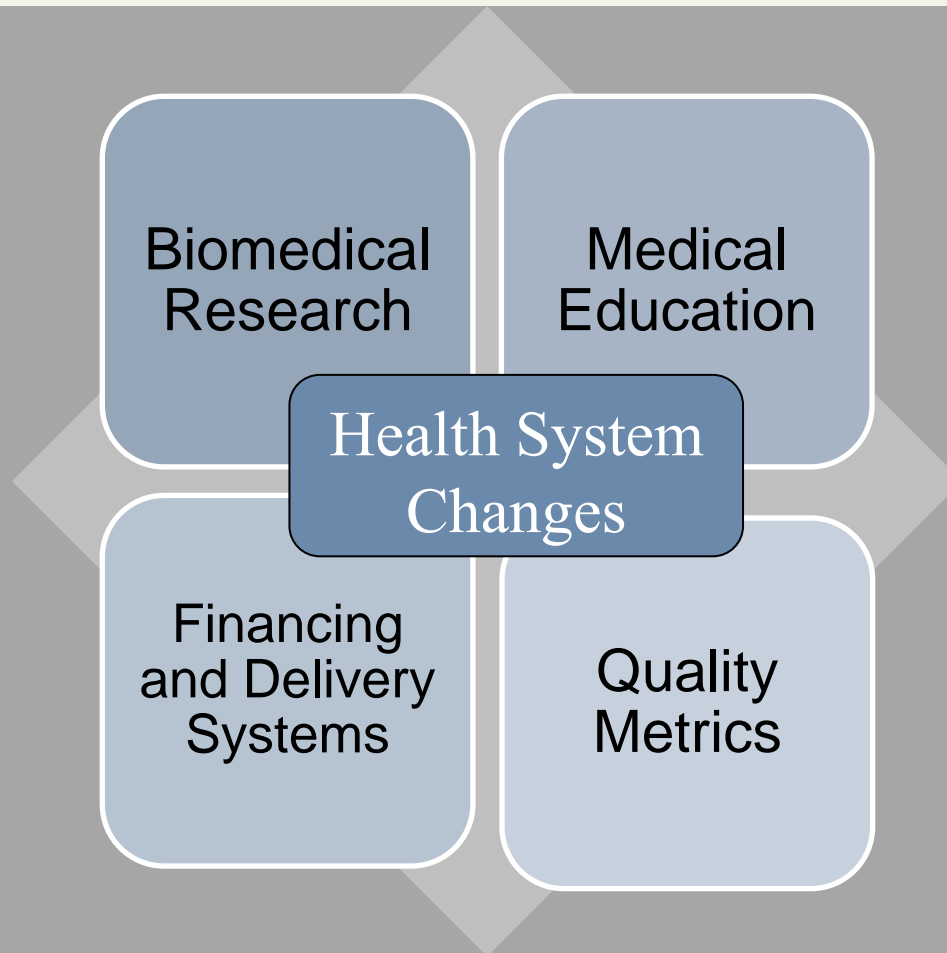 Biomedical
Research
Medical
Education
Health System
Changes
Financing
and Delivery
Systems
Quality
Metrics